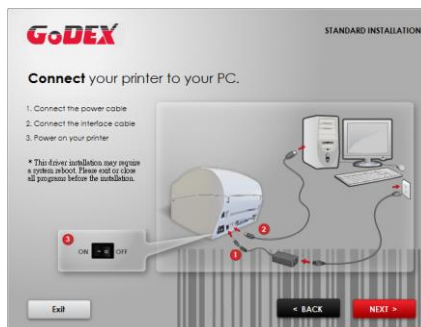 GoDEX
STANDARD INSTALLATION
Connect your printer to your PC.
1. Connect the power cable
2. Connect the interface cable
3. Power on your printer
* This driver installation may require
a system reboot. Please exit or close
all programs before the installation.
3
ON
OFF
2
1
Exit
< BACK
NEXT >